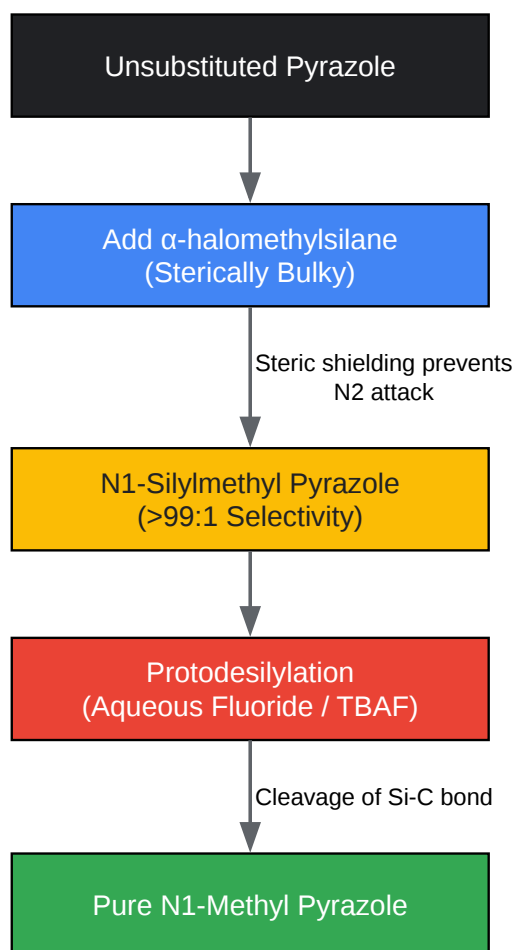 Unsubstituted Pyrazole
Add α-halomethylsilane
(Sterically Bulky)
Steric shielding prevents
N2 attack
N1-Silylmethyl Pyrazole
(>99:1 Selectivity)
Protodesilylation
(Aqueous Fluoride / TBAF)
Cleavage of Si-C bond
Pure N1-Methyl Pyrazole